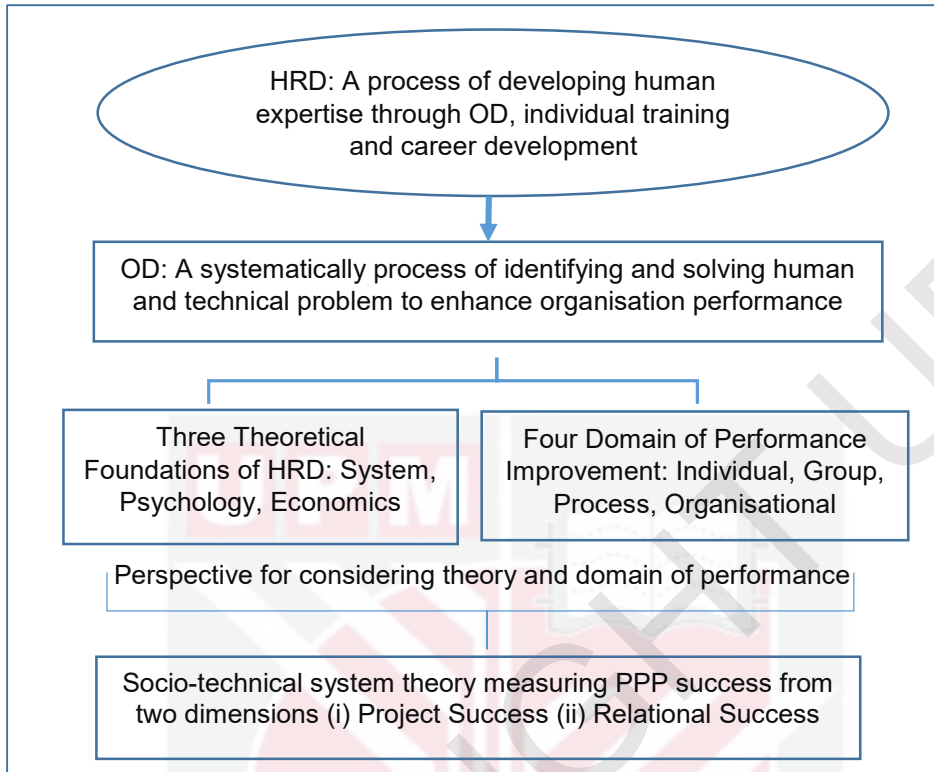 HRD: A process of developing human
expertise through OD, individual training
and career development
OD: A systematically process of identifying and solving human
and technical problem to enhance organisation performance
Three Theoretical
Foundations of HRD: System,
Psychology, Economics
Four Domain of Performance
Improvement: Individual, Group,
Process, Organisational
UPM
Perspective for considering theory and domain of performance
Socio-technical system theory measuring PPP success from
two dimensions (i) Project Success (ii) Relational Success